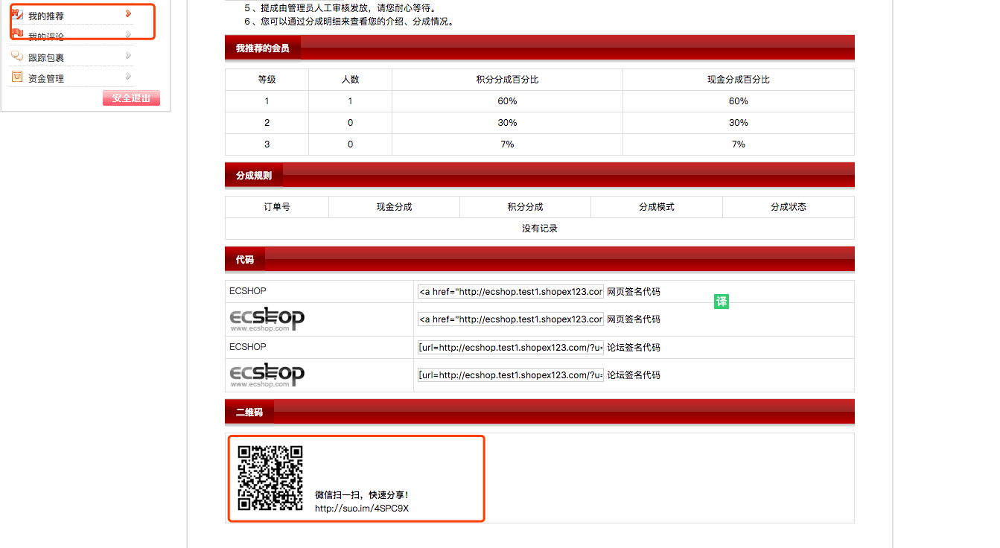 我的推荐
我的评论
跟踪包裹
资金管理
安全退出
5、提成由管理员人工审核发放，请您耐心等待。
6、您可以通过分成明细来查看您的介绍、分成情况。
我推荐的会员
等级 人数 积分分成百分比 现金分成百分比
1 1 60% 60%
2 0 30% 30%
3 0 7% 7%
分成规则
订单号 现金分成 积分分成 分成模式 分成状态
没有记录
代码
ECSHOP <a href="http://ecshop.test1.shopex123.com 网页签名代码
译
ecshop
www.ecshop.com <a href="http://ecshop.test1.shopex123.com 网页签名代码
ECSHOP [url=http://ecshop.test1.shopex123.com/?u= 论坛签名代码
ecshop
www.ecshop.com [url=http://ecshop.test1.shopex123.com/?u= 论坛签名代码
二维码
微信扫一扫，快速分享！
http://suo.im/4SPC9X